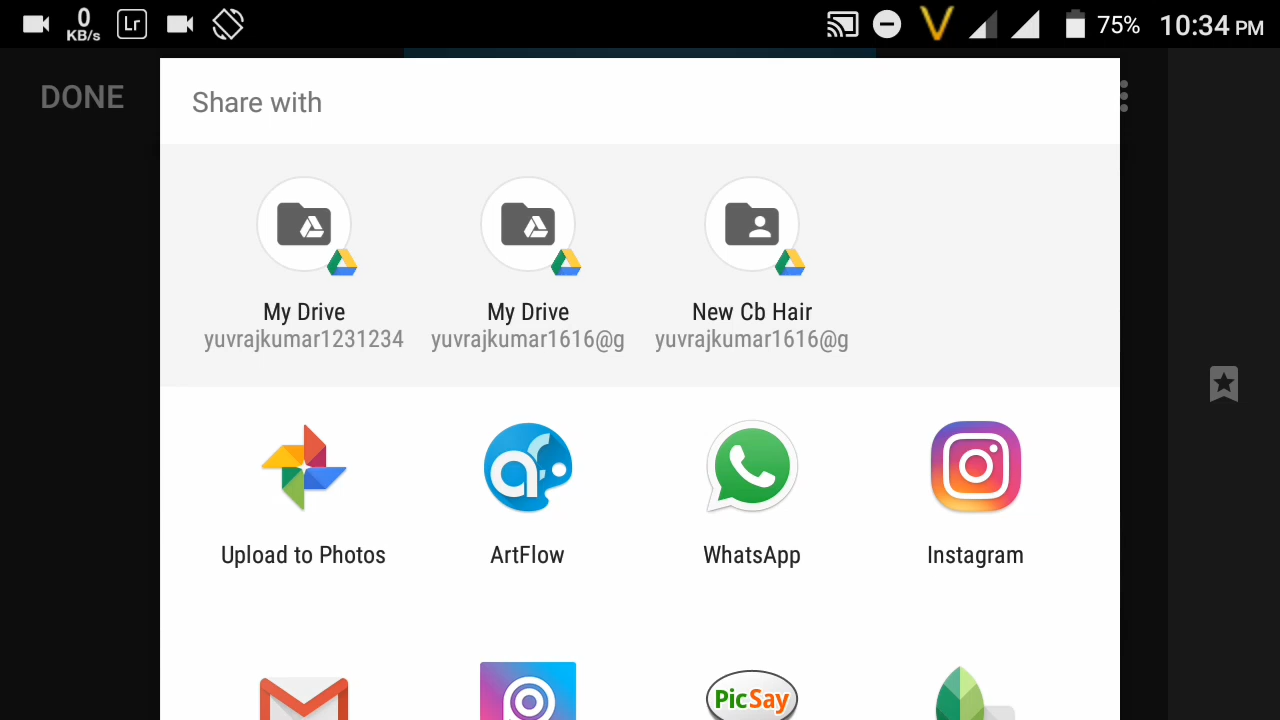 0
KB/s
Lr
75%
10:34 PM
DONE
Share with
My Drive
yuvrajkumar1231234
My Drive
yuvrajkumar1616@g
New Cb Hair
yuvrajkumar1616@g
Upload to Photos
ArtFlow
WhatsApp
Instagram
PicSay